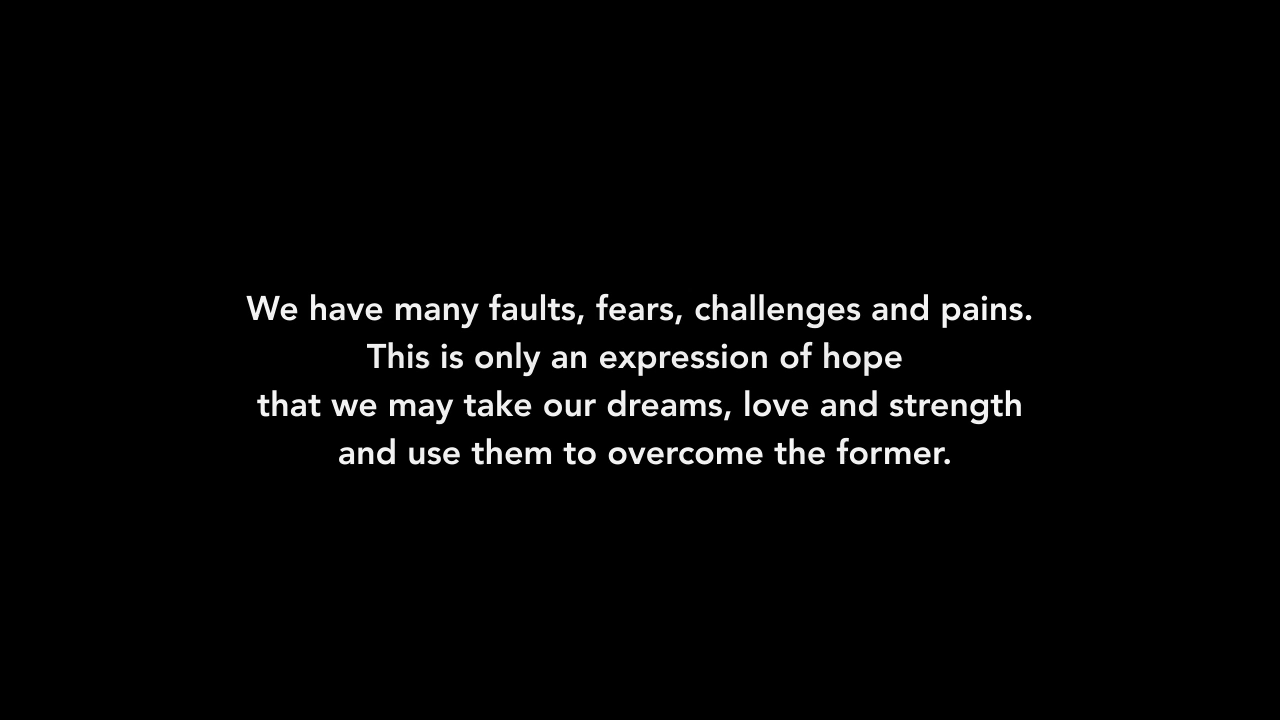 We have many faults, fears, challenges and pains.
This is only an expression of hope
that we may take our dreams, love and strength
and use them to overcome the former.